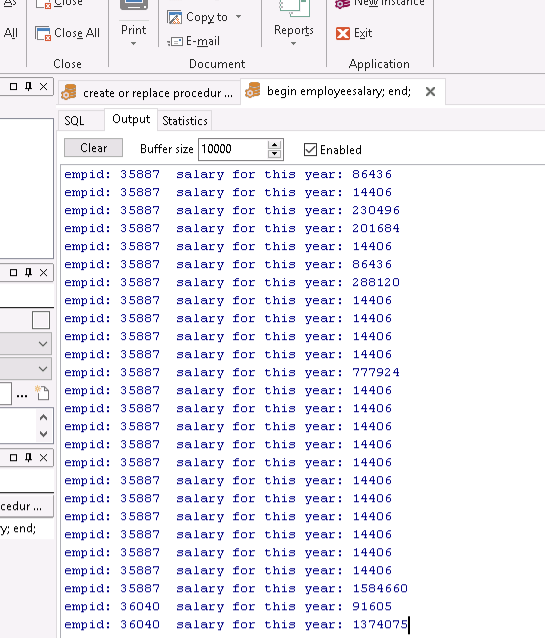 As
Close
Copy to
New Instance
All
Close All
Print
E-mail
Reports
Exit
Close
Document
Application
create or replace procedur ...
begin employeesalary; end;
SQL
Output
Statistics
Clear
Buffer size
10000
Enabled
empid: 35887  salary for this year: 86436
empid: 35887  salary for this year: 14406
empid: 35887  salary for this year: 230496
empid: 35887  salary for this year: 201684
empid: 35887  salary for this year: 14406
empid: 35887  salary for this year: 86436
empid: 35887  salary for this year: 288120
empid: 35887  salary for this year: 14406
empid: 35887  salary for this year: 14406
empid: 35887  salary for this year: 14406
empid: 35887  salary for this year: 14406
empid: 35887  salary for this year: 777924
empid: 35887  salary for this year: 14406
empid: 35887  salary for this year: 14406
empid: 35887  salary for this year: 14406
empid: 35887  salary for this year: 14406
empid: 35887  salary for this year: 14406
empid: 35887  salary for this year: 14406
empid: 35887  salary for this year: 14406
empid: 35887  salary for this year: 14406
empid: 35887  salary for this year: 14406
empid: 35887  salary for this year: 14406
empid: 35887  salary for this year: 14406
empid: 35887  salary for this year: 1584660
empid: 36040  salary for this year: 91605
empid: 36040  salary for this year: 1374075
...
cedur ...
y; end;